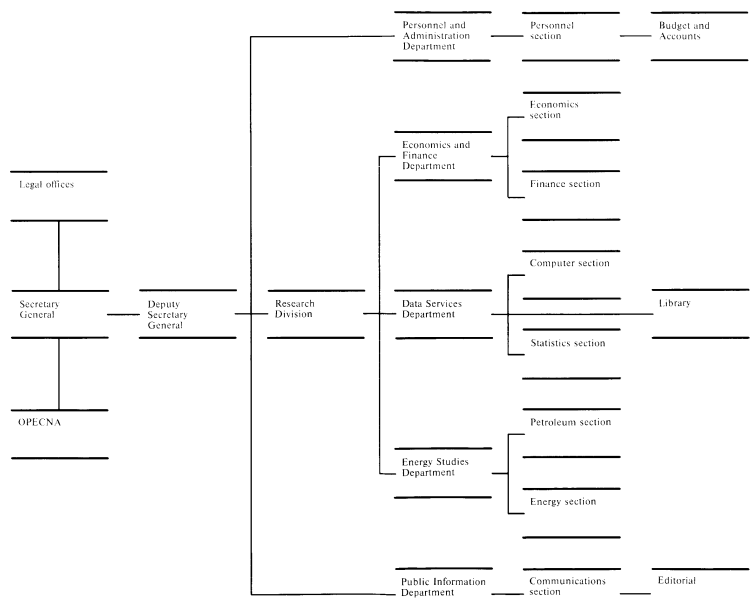 Personnel and
Administration
Department
Personnel
section
Budget and
Accounts
Economics
section
Economics and
Finance
Department
Legal offices
Finance section
Computer section
Secretary
General
Deputy
Secretary
General
Research
Division
Data Services
Department
Library
Statistics section
OPECNA
Petroleum section
Energy Studies
Department
Energy section
Public Information
Department
Communications
section
Editorial